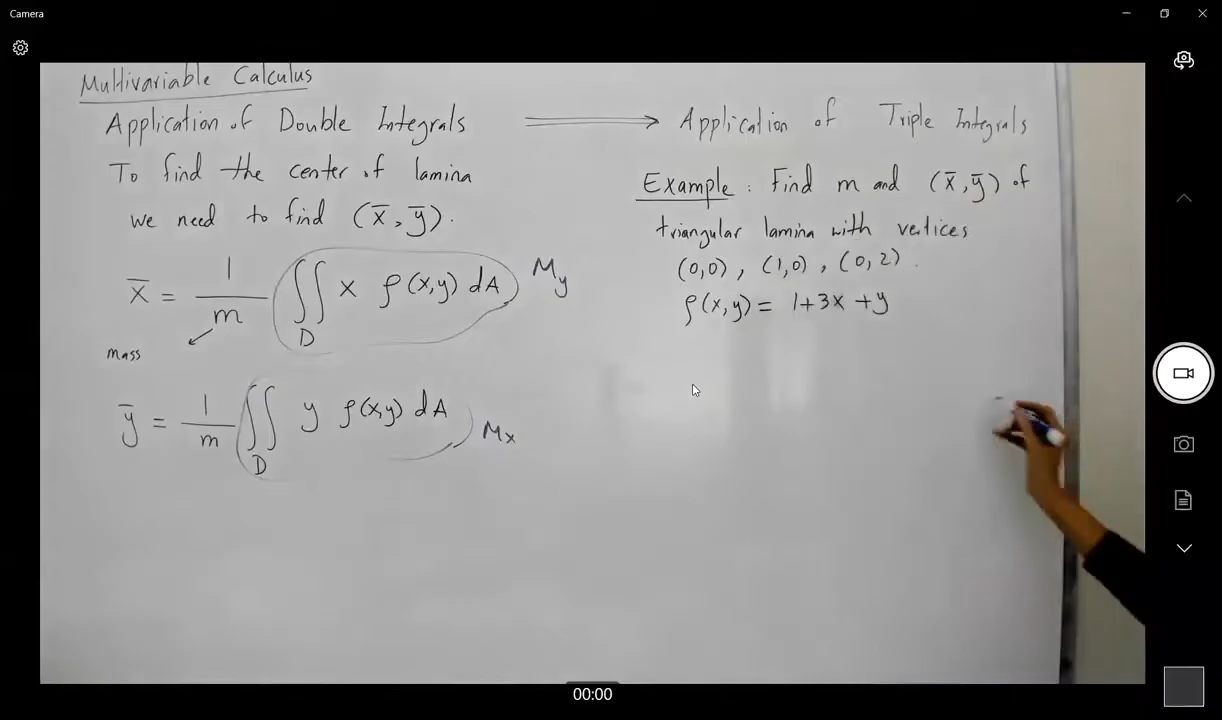 Camera
Multivariable Calculus
Application of Double Integrals ⟶ Application of Triple Integrals
To find the center of lamina
we need to find (x̄, ȳ).
x̄ = 1/m ∬_D x ρ(x,y) dA M_y
mass
ȳ = 1/m ∬_D y ρ(x,y) dA M_x
Example: Find m and (x̄, ȳ) of
triangular lamina with vertices
(0,0), (1,0), (0,2).
ρ(x,y) = 1+3x+y
00:00